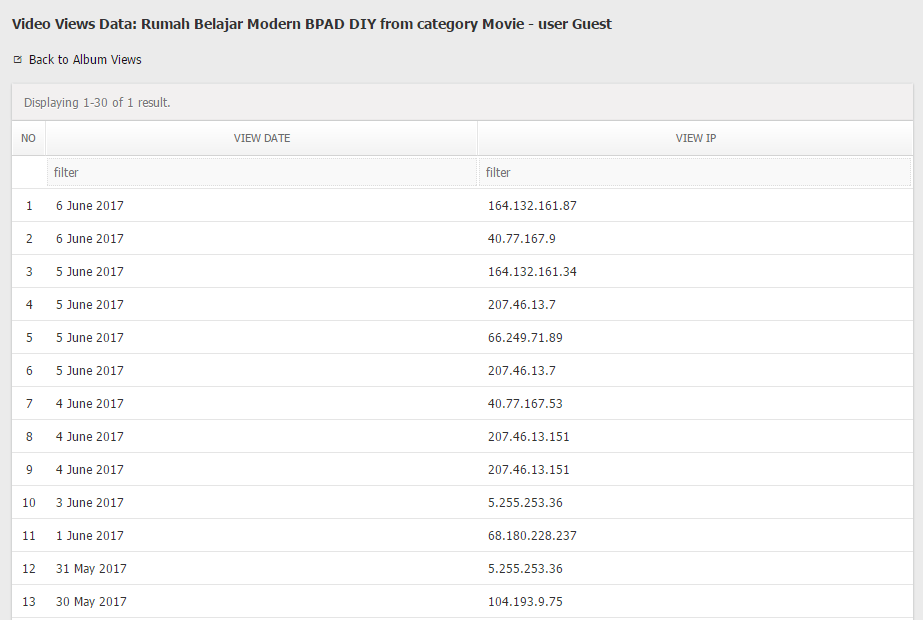 Video Views Data: Rumah Belajar Modern BPAD DIY from category Movie - user Guest
Back to Album Views
Displaying 1-30 of 1 result.
NO VIEW DATE VIEW IP
filter filter
1 6 June 2017 164.132.161.87
2 6 June 2017 40.77.167.9
3 5 June 2017 164.132.161.34
4 5 June 2017 207.46.13.7
5 5 June 2017 66.249.71.89
6 5 June 2017 207.46.13.7
7 4 June 2017 40.77.167.53
8 4 June 2017 207.46.13.151
9 4 June 2017 207.46.13.151
10 3 June 2017 5.255.253.36
11 1 June 2017 68.180.228.237
12 31 May 2017 5.255.253.36
13 30 May 2017 104.193.9.75